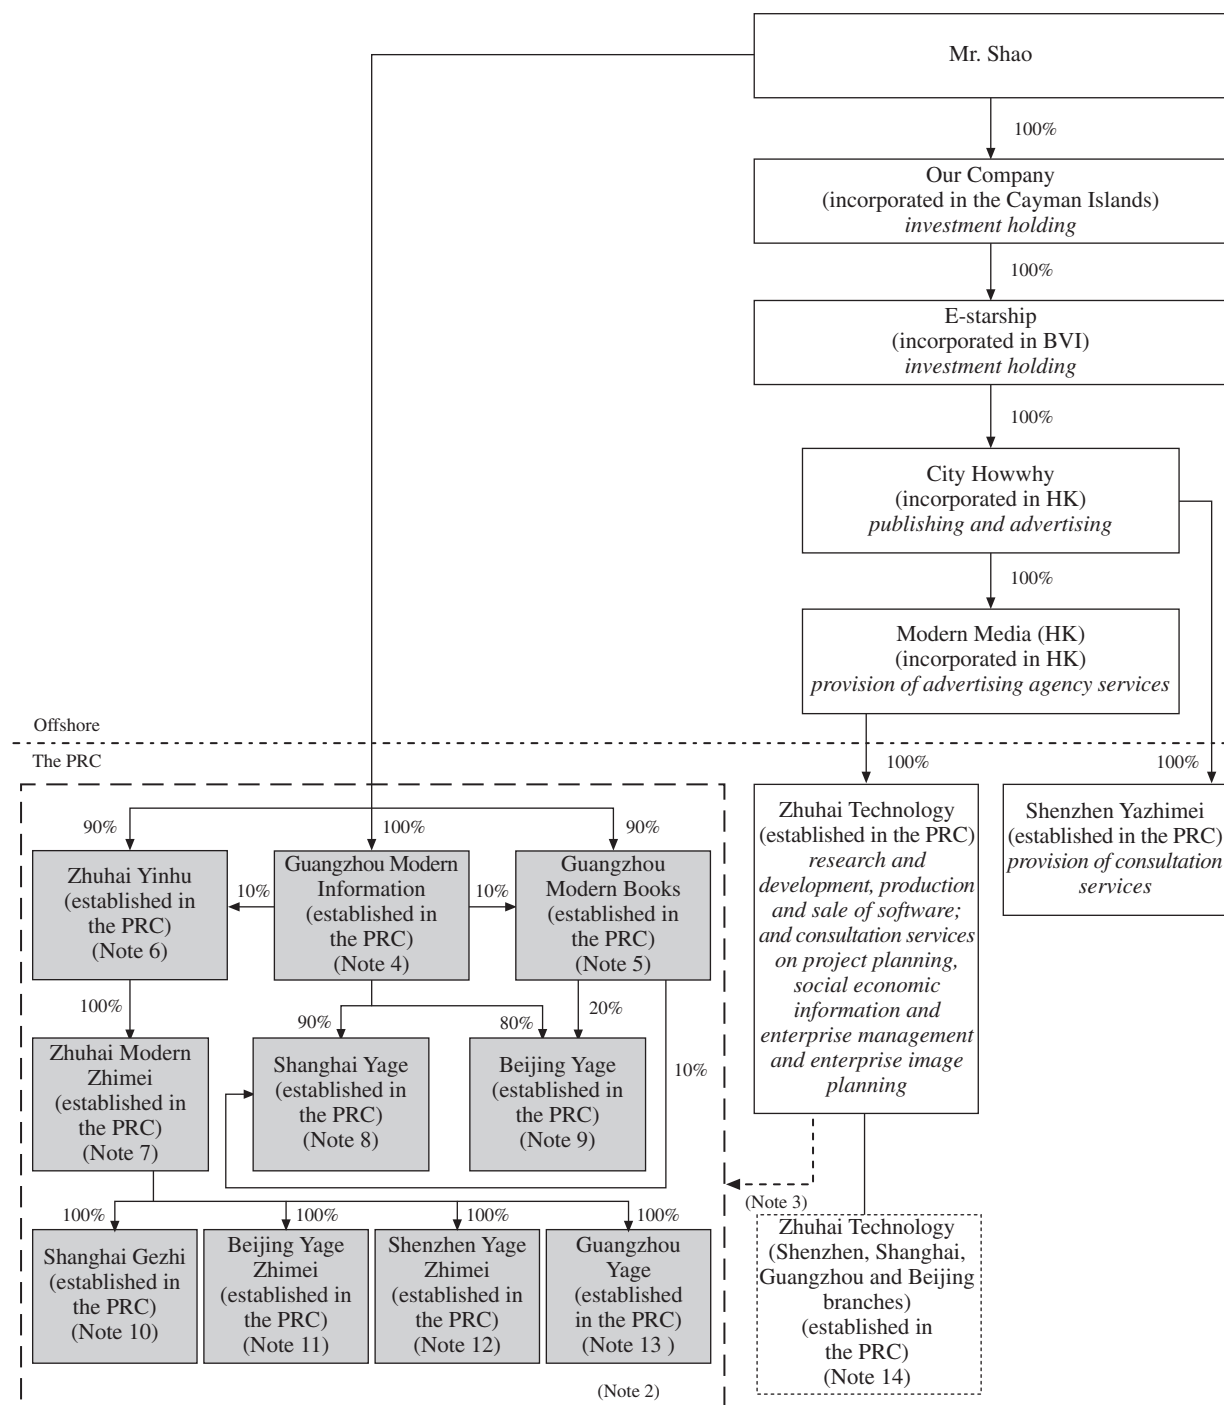 Mr. Shao
100%
Our Company
(incorporated in the Cayman Islands)
investment holding
100%
E-starship
(incorporated in BVI)
investment holding
100%
City Howwhy
(incorporated in HK)
publishing and advertising
100%
Modern Media (HK)
(incorporated in HK)
provision of advertising agency services
Offshore
The PRC
100%
100%
Zhuhai Technology
(established in the PRC)
research and
development, production
and sale of software;
and consultation services
on project planning,
social economic
information and
enterprise management
and enterprise image
planning
Shenzhen Yazhimei
(established in the PRC)
provision of consultation
services
90%
100%
90%
Zhuhai Yinhu
(established in
the PRC)
(Note 6)
10%
Guangzhou Modern
Information
(established in
the PRC)
(Note 4)
10%
Guangzhou
Modern Books
(established in
the PRC)
(Note 5)
100%
90%
80%
20%
10%
Zhuhai Modern
Zhimei
(established in
the PRC)
(Note 7)
Shanghai Yage
(established in
the PRC)
(Note 8)
Beijing Yage
(established in
the PRC)
(Note 9)
(Note 3)
100%
100%
100%
100%
Shanghai Gezhi
(established in
the PRC)
(Note 10)
Beijing Yage
Zhimei
(established in
the PRC)
(Note 11)
Shenzhen Yage
Zhimei
(established in
the PRC)
(Note 12)
Guangzhou
Yage
(established
in the PRC)
(Note 13 )
Zhuhai Technology
(Shenzhen, Shanghai,
Guangzhou and Beijing
branches)
(established in
the PRC)
(Note 14)
(Note 2)